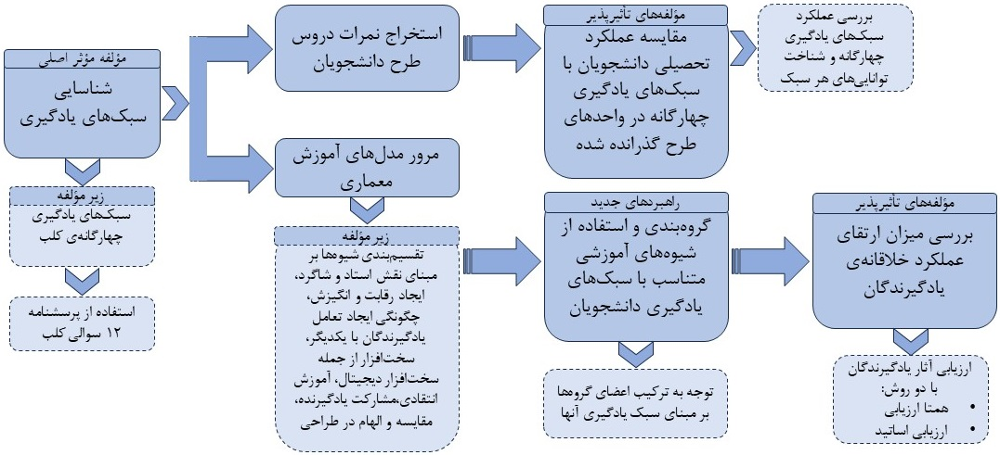 مؤلفه مؤثر اصلی
شناسایی
سبک‌های یادگیری
زیر مؤلفه
سبک‌های یادگیری
چهارگانه‌ی کلب
استفاده از پرسشنامه
۱۲ سوالی کلب
استخراج نمرات دروس
طرح دانشجویان
مؤلفه‌های تأثیرپذیر
مقایسه عملکرد
تحصیلی دانشجویان با
سبک‌های یادگیری
چهارگانه در واحدهای
طرح گذرانده شده
بررسی عملکرد
سبک‌های یادگیری
چهارگانه و شناخت
توانایی‌های هر سبک
مرور مدل‌های آموزش
معماری
زیر مؤلفه
تقسیم‌بندی شیوه‌ها بر
مبنای نقش استاد و شاگرد،
ایجاد رقابت و انگیزش،
چگونگی ایجاد تعامل
یادگیرندگان با یکدیگر،
سخت‌افزار از جمله
سخت‌افزار دیجیتال، آموزش
انتقادی،مشارکت یادگیرنده،
مقایسه و الهام در طراحی
راهبردهای جدید
گروه‌بندی و استفاده از
شیوه‌های آموزشی
متناسب با سبک‌های
یادگیری دانشجویان
توجه به ترکیب اعضای گروه‌ها
بر مبنای سبک یادگیری آنها
مؤلفه‌های تأثیرپذیر
بررسی میزان ارتقای
عملکرد خلاقانه‌ی
یادگیرندگان
ارزیابی آثار یادگیرندگان
با دو روش:
• همتا ارزیابی
• ارزیابی اساتید